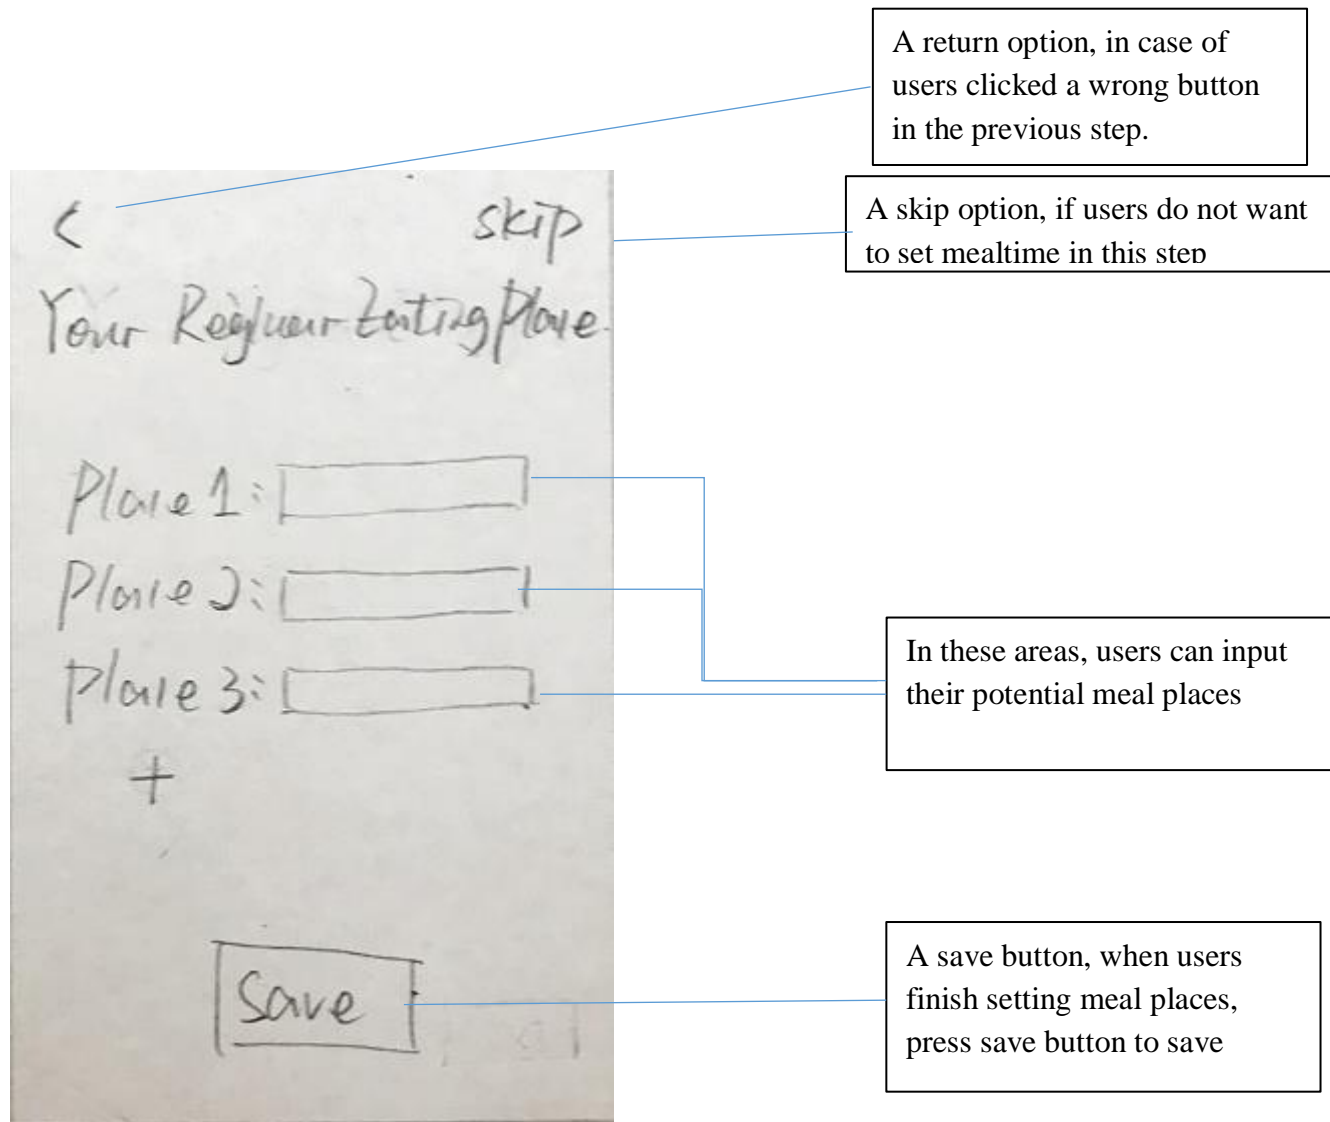 A return option, in case of
users clicked a wrong button
in the previous step.
< skip
A skip option, if users do not want
to set mealtime in this step
Your Regluar Eating Place
Place 1:
Place 2:
Place 3:
+
In these areas, users can input
their potential meal places
Save
A save button, when users
finish setting meal places,
press save button to save